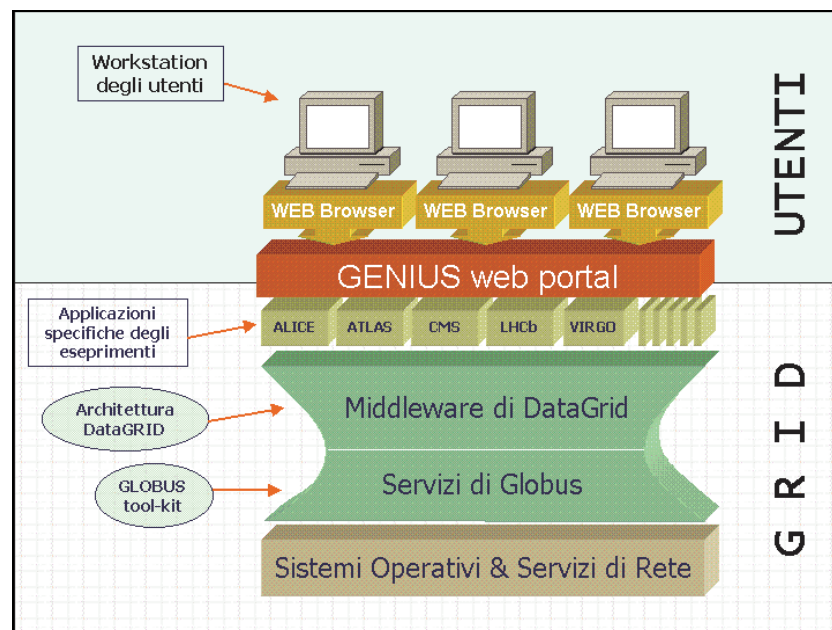 Workstation
degli utenti
UTENTI
WEB Browser
WEB Browser
WEB Browser
GENIUS web portal
Applicazioni
specifiche degli
eseprimenti
ALICE
ATLAS
CMS
LHCb
VIRGO
Architettura
DataGRID
Middleware di DataGrid
GRID
GLOBUS
tool-kit
Servizi di Globus
Sistemi Operativi & Servizi di Rete